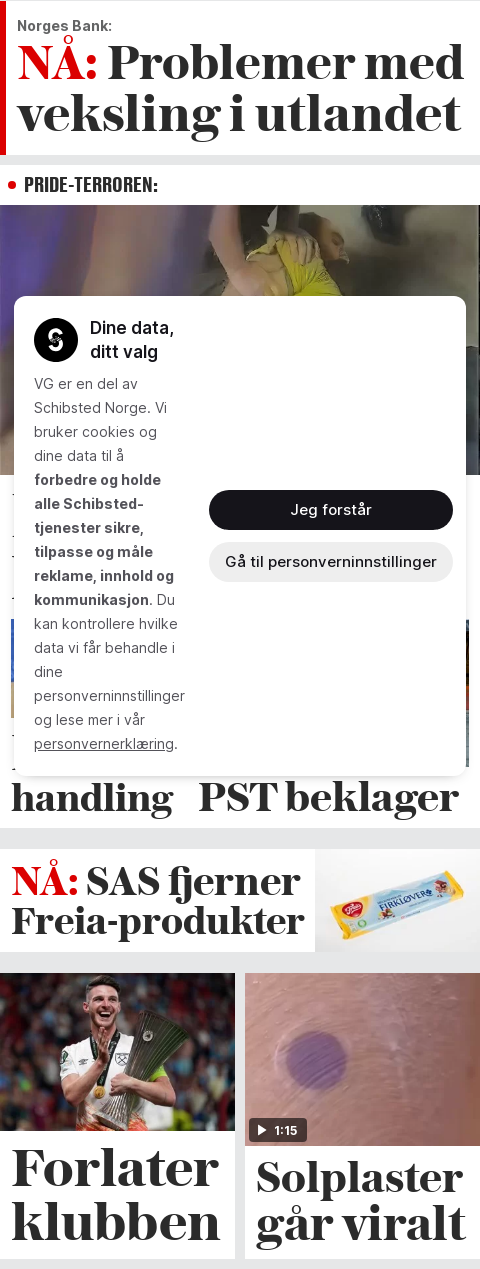 Norges Bank:
NÅ: Problemer med
veksling i utlandet
PRIDE-TERROREN:
Dine data,
ditt valg
VG er en del av
Schibsted Norge. Vi
bruker cookies og
dine data til å
forbedre og holde
alle Schibsted-
tjenester sikre,
tilpasse og måle
reklame, innhold og
kommunikasjon. Du
kan kontrollere hvilke
data vi får behandle i
dine
personverninnstillinger
og lese mer i vår
personvernerklæring.
Jeg forstår
Gå til personverninnstillinger
handling
PST beklager
NÅ: SAS fjerner
Freia-produkter
FIRKLØVER
Forlater
klubben
1:15
Solplaster
går viralt